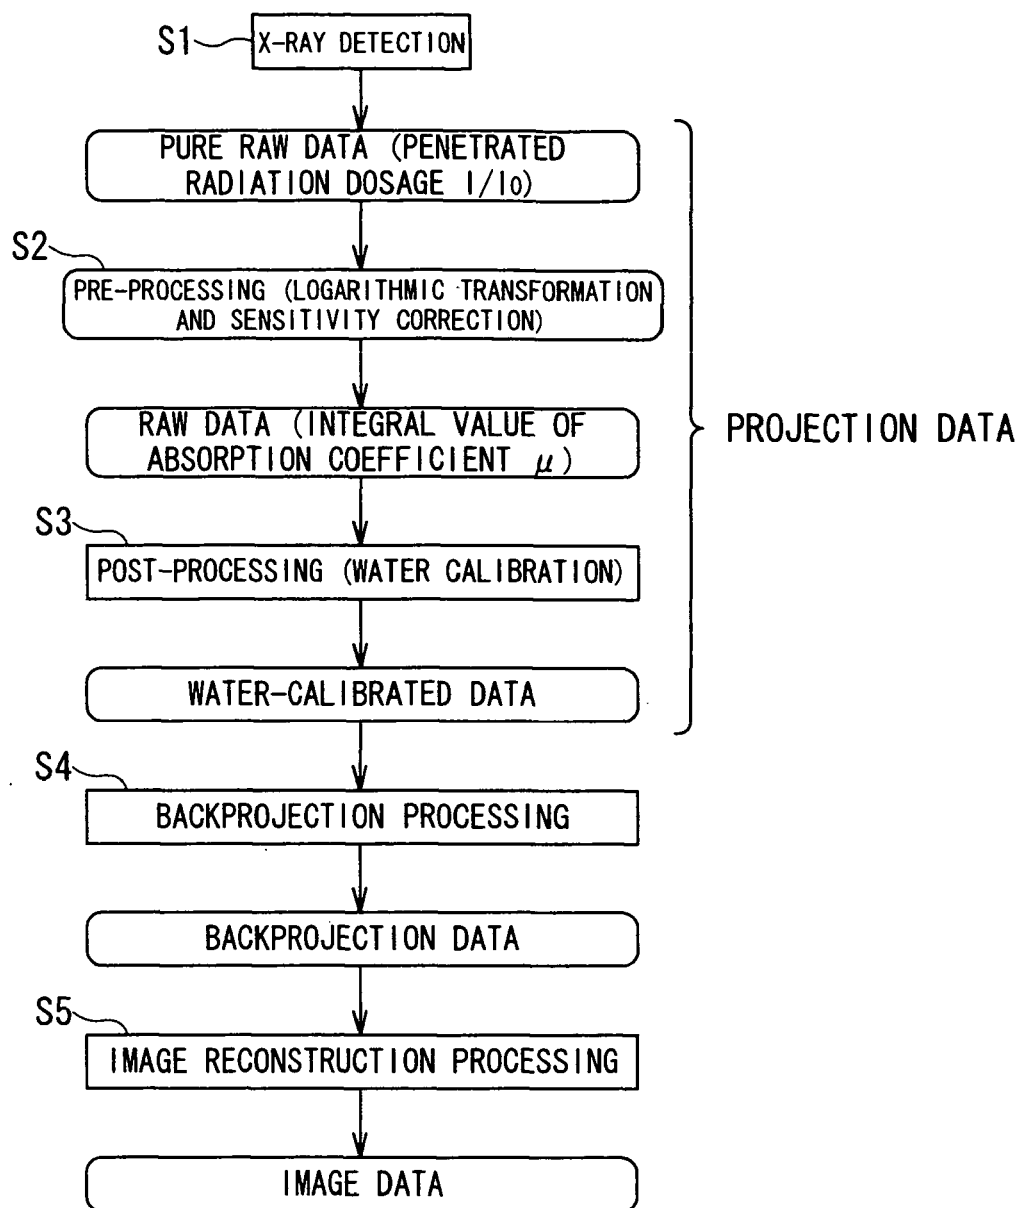 S1
X-RAY DETECTION
PURE RAW DATA (PENETRATED
RADIATION DOSAGE I/I0)
S2
PRE-PROCESSING (LOGARITHMIC TRANSFORMATION
AND SENSITIVITY CORRECTION)
RAW DATA (INTEGRAL VALUE OF
ABSORPTION COEFFICIENT μ)
PROJECTION DATA
S3
POST-PROCESSING (WATER CALIBRATION)
WATER-CALIBRATED DATA
S4
BACKPROJECTION PROCESSING
BACKPROJECTION DATA
S5
IMAGE RECONSTRUCTION PROCESSING
IMAGE DATA